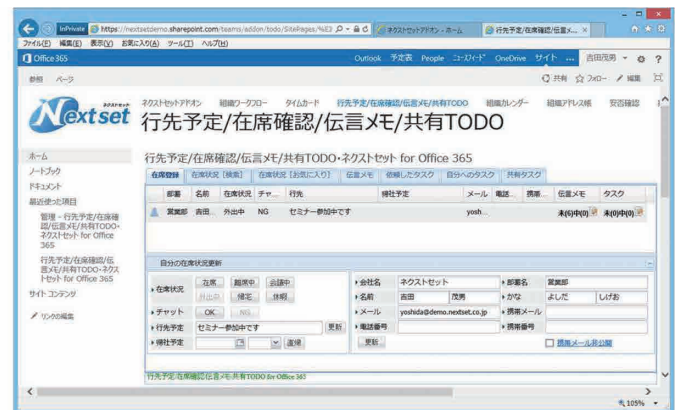 InPrivate https://nextsetdemo.sharepoint.com/teams/addon/todo/SitePages/%E2
ネクストセットアドオン - ホーム
行先予定/在席確認/伝言メ...
ファイル(F) 編集(E) 表示(V) お気に入り(A) ツール(T) ヘルプ(H)
Office 365
Outlook 予定表 People ニュースフィード OneDrive サイト ... 吉田茂男 ?
参照 ページ
共有 フォロー 編集
ネクストセットアドオン 組織ワークフロー タイムカード 行先予定/在席確認/伝言メモ/共有TODO 組織カレンダー 組織アドレス帳 安否確認
Nextset
行先予定/在席確認/伝言メモ/共有TODO
ホーム
ノートブック
ドキュメント
最近使った項目
管理 - 行先予定/在席確認/伝言メモ/共有TODO・ネクストセット for Office 365
行先予定/在席確認/伝言メモ/共有TODO・ネクストセット for Office 365
サイト コンテンツ
リンクの編集
行先予定/在席確認/伝言メモ/共有TODO・ネクストセット for Office 365
在席登録 在席状況 [検索] 在席状況 [お気に入り] 伝言メモ 依頼したタスク 自分へのタスク 共有タスク
部署 名前 在席状況 チャ... 行先 帰社予定 メール 電話... 携帯... 伝言メモ タスク
営業部 吉田... 外出中 NG セミナー参加中です yosh... 未(6)中(0) 未(0)中(0)
自分の在席状況更新
在席状況 在席 離席中 会議中
外出中 帰宅 休暇
チャット OK NG
行先予定 セミナー参加中です 更新
帰社予定 直帰
会社名 ネクストセット 部署名 営業部
名前 吉田 茂男 かな よしだ しげお
メール yoshida@demo.nextset.co.jp 携帯メール
電話番号 携帯番号
更新 携帯メール非公開
行先予定/在席確認/伝言メモ/共有TODO for Office 365
105%